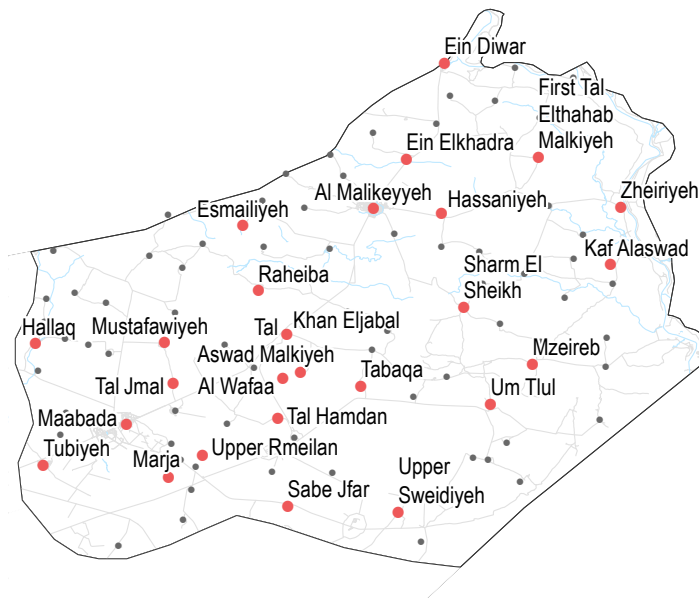 Ein Diwar
First Tal
Elthahab
Malkiyeh
Ein Elkhadra
Zheiriyeh
Al Malikeyyeh
Hassaniyeh
Esmailiyeh
Kaf Alaswad
Sharm El
Sheikh
Raheiba
Hallaq
Mustafawiyeh
Tal
Aswad Malkiyeh
Khan Eljabal
Mzeireb
Tal Jmal
Al Wafaa
Tabaqa
Um Tlul
Maabada
Tal Hamdan
Tubiyeh
Marja
Upper Rmeilan
Upper
Sweidiyeh
Sabe Jfar